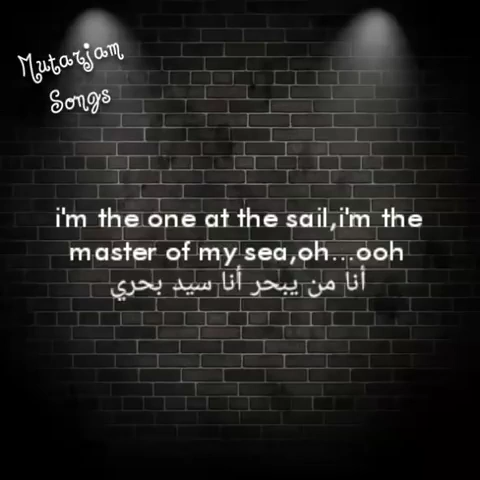 Mutarjam
Songs
i'm the one at the sail,i'm the
master of my sea,oh...ooh
أنا من يبحر أنا سيد بحري